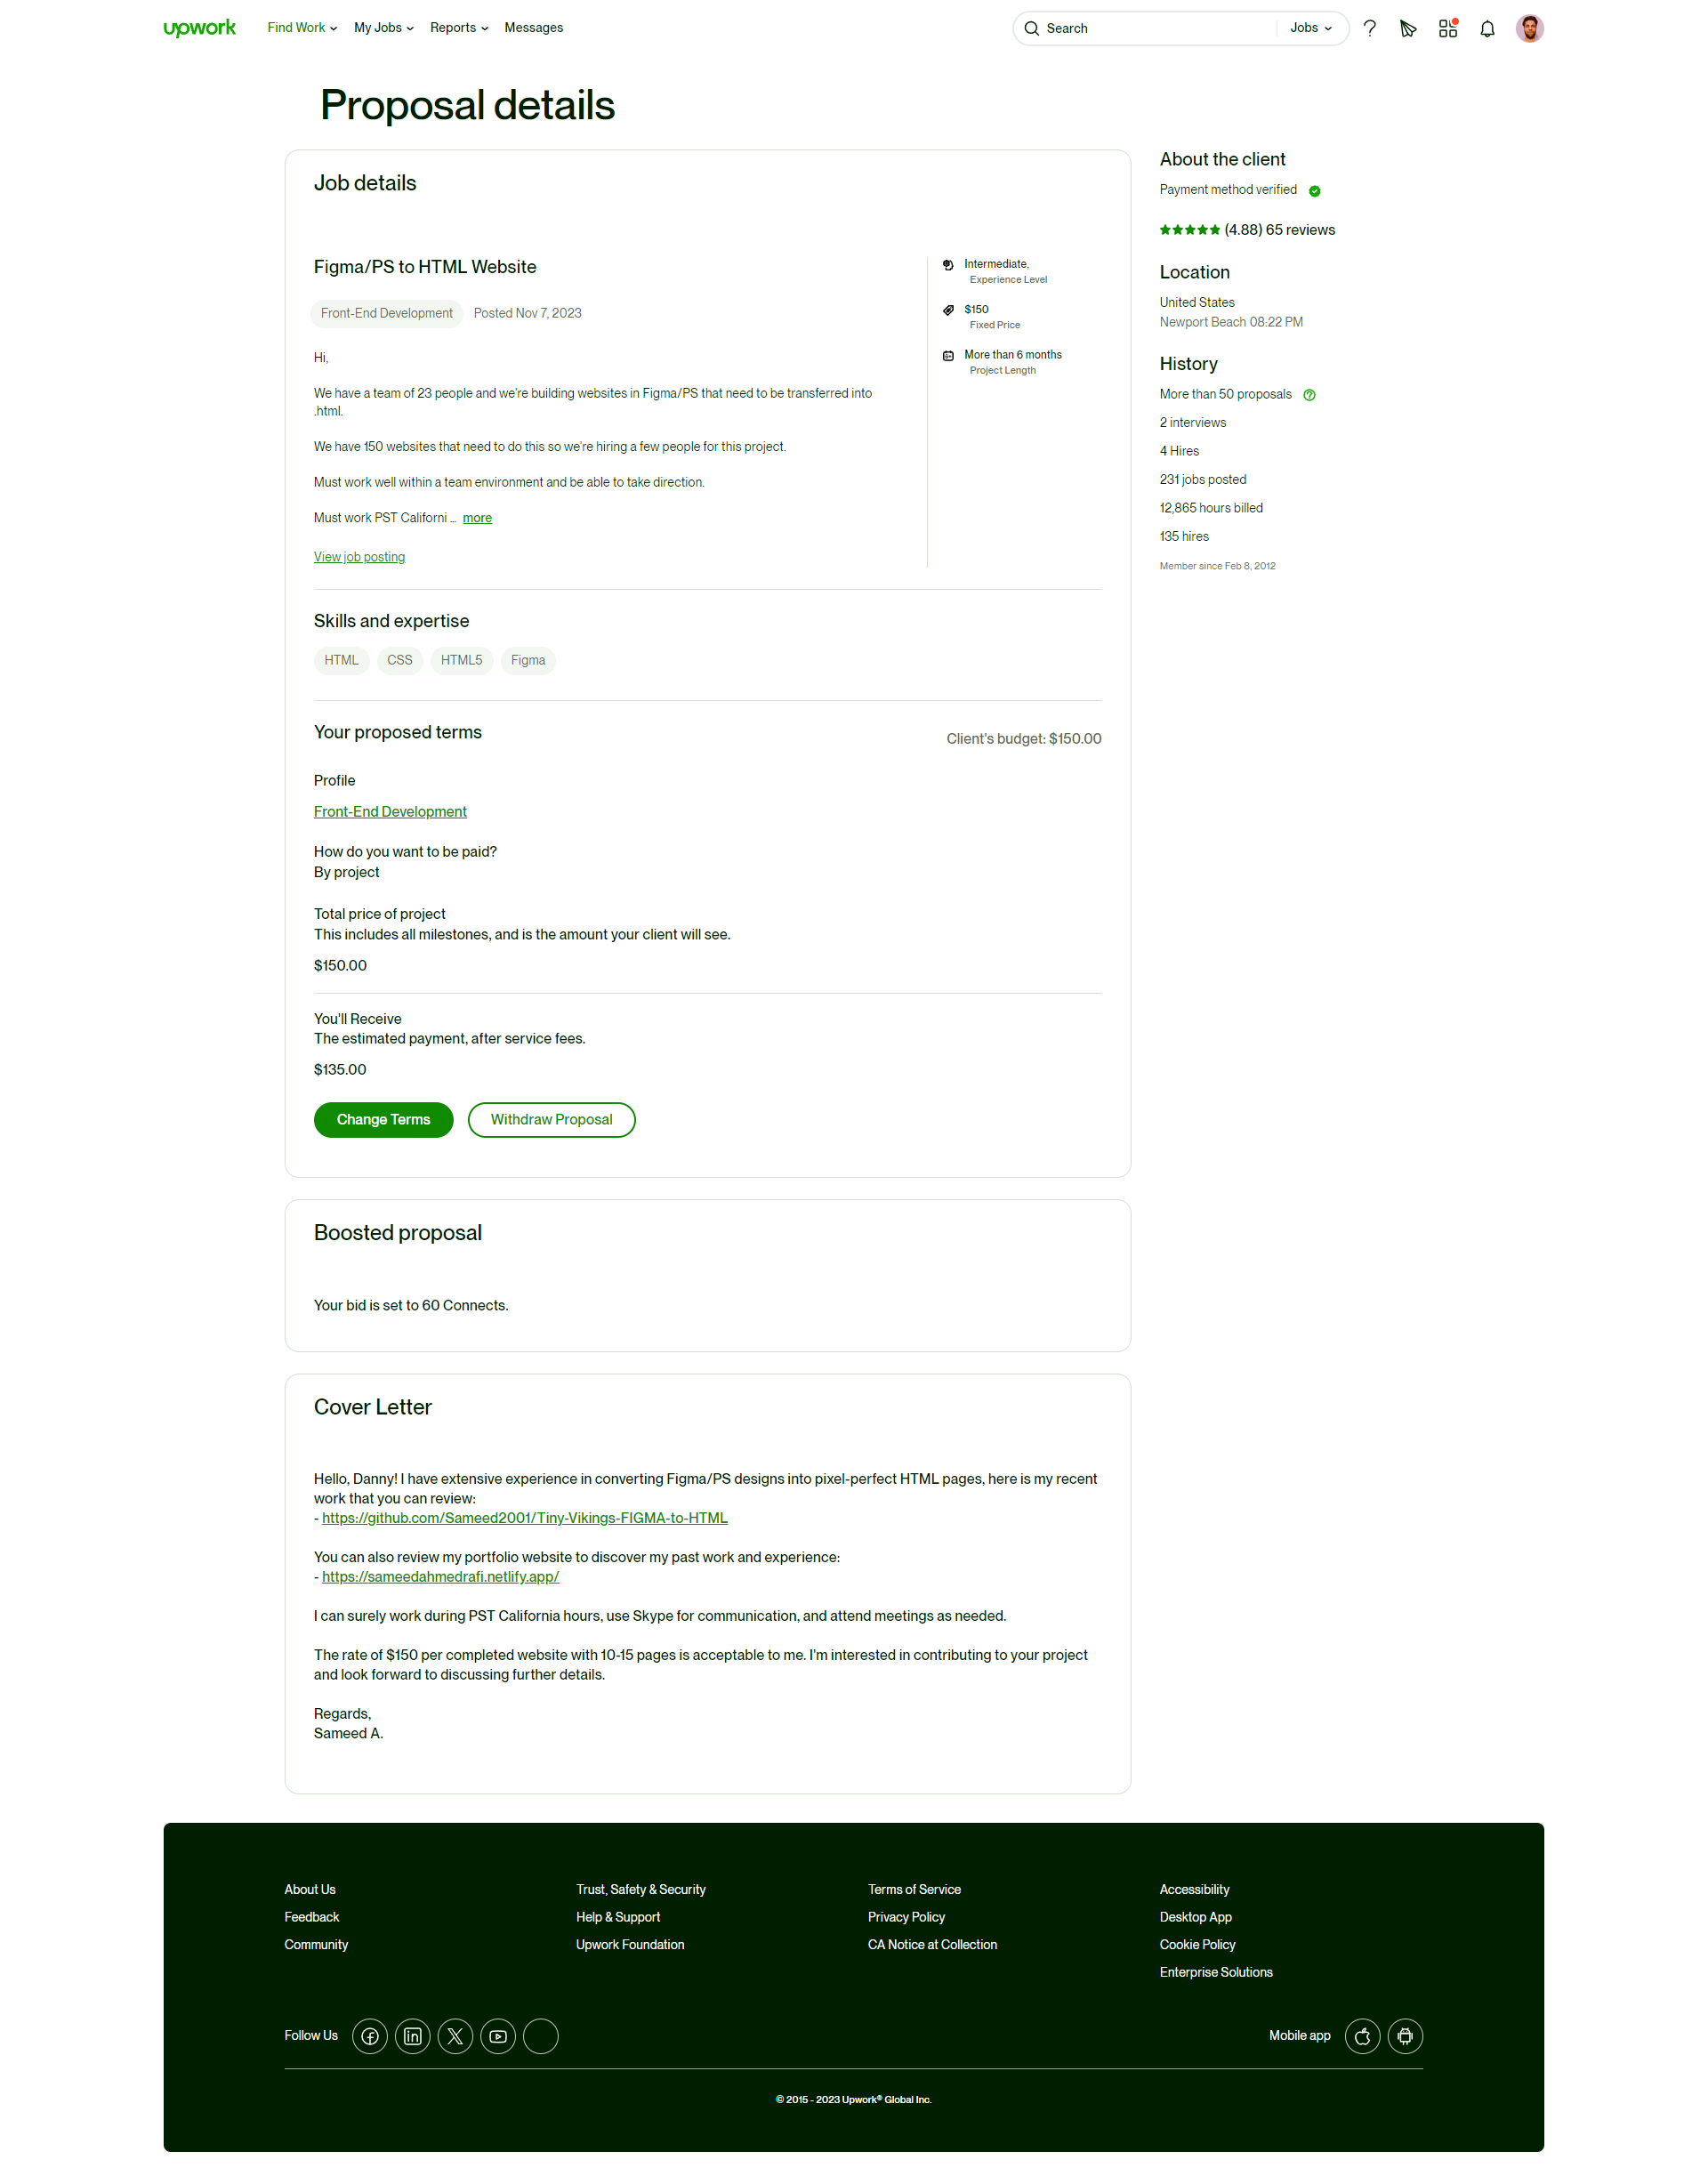 upwork
Find Work
My Jobs
Reports
Messages
Search
Jobs
Proposal details
Job details
Figma/PS to HTML Website
Front-End Development
Posted Nov 7, 2023
Hi,
We have a team of 23 people and we're building websites in Figma/PS that need to be transferred into
.html.
We have 150 websites that need to do this so we're hiring a few people for this project.
Must work well within a team environment and be able to take direction.
Must work PST Californi ... more
View job posting
Intermediate,
Experience Level
$150
Fixed Price
More than 6 months
Project Length
Skills and expertise
HTML
CSS
HTML5
Figma
Your proposed terms
Client's budget: $150.00
Profile
Front-End Development
How do you want to be paid?
By project
Total price of project
This includes all milestones, and is the amount your client will see.
$150.00
You'll Receive
The estimated payment, after service fees.
$135.00
Change Terms
Withdraw Proposal
Boosted proposal
Your bid is set to 60 Connects.
Cover Letter
Hello, Danny! I have extensive experience in converting Figma/PS designs into pixel-perfect HTML pages, here is my recent
work that you can review:
- https://github.com/Sameed2001/Tiny-Vikings-FIGMA-to-HTML
You can also review my portfolio website to discover my past work and experience:
- https://sameedahmedrafi.netlify.app/
I can surely work during PST California hours, use Skype for communication, and attend meetings as needed.
The rate of $150 per completed website with 10-15 pages is acceptable to me. I'm interested in contributing to your project
and look forward to discussing further details.
Regards,
Sameed A.
About the client
Payment method verified
(4.88) 65 reviews
Location
United States
Newport Beach 08:22 PM
History
More than 50 proposals
2 interviews
4 Hires
231 jobs posted
12,865 hours billed
135 hires
Member since Feb 8, 2012
About Us
Feedback
Community
Trust, Safety & Security
Help & Support
Upwork Foundation
Terms of Service
Privacy Policy
CA Notice at Collection
Accessibility
Desktop App
Cookie Policy
Enterprise Solutions
Follow Us
Mobile app
© 2015 - 2023 Upwork® Global Inc.